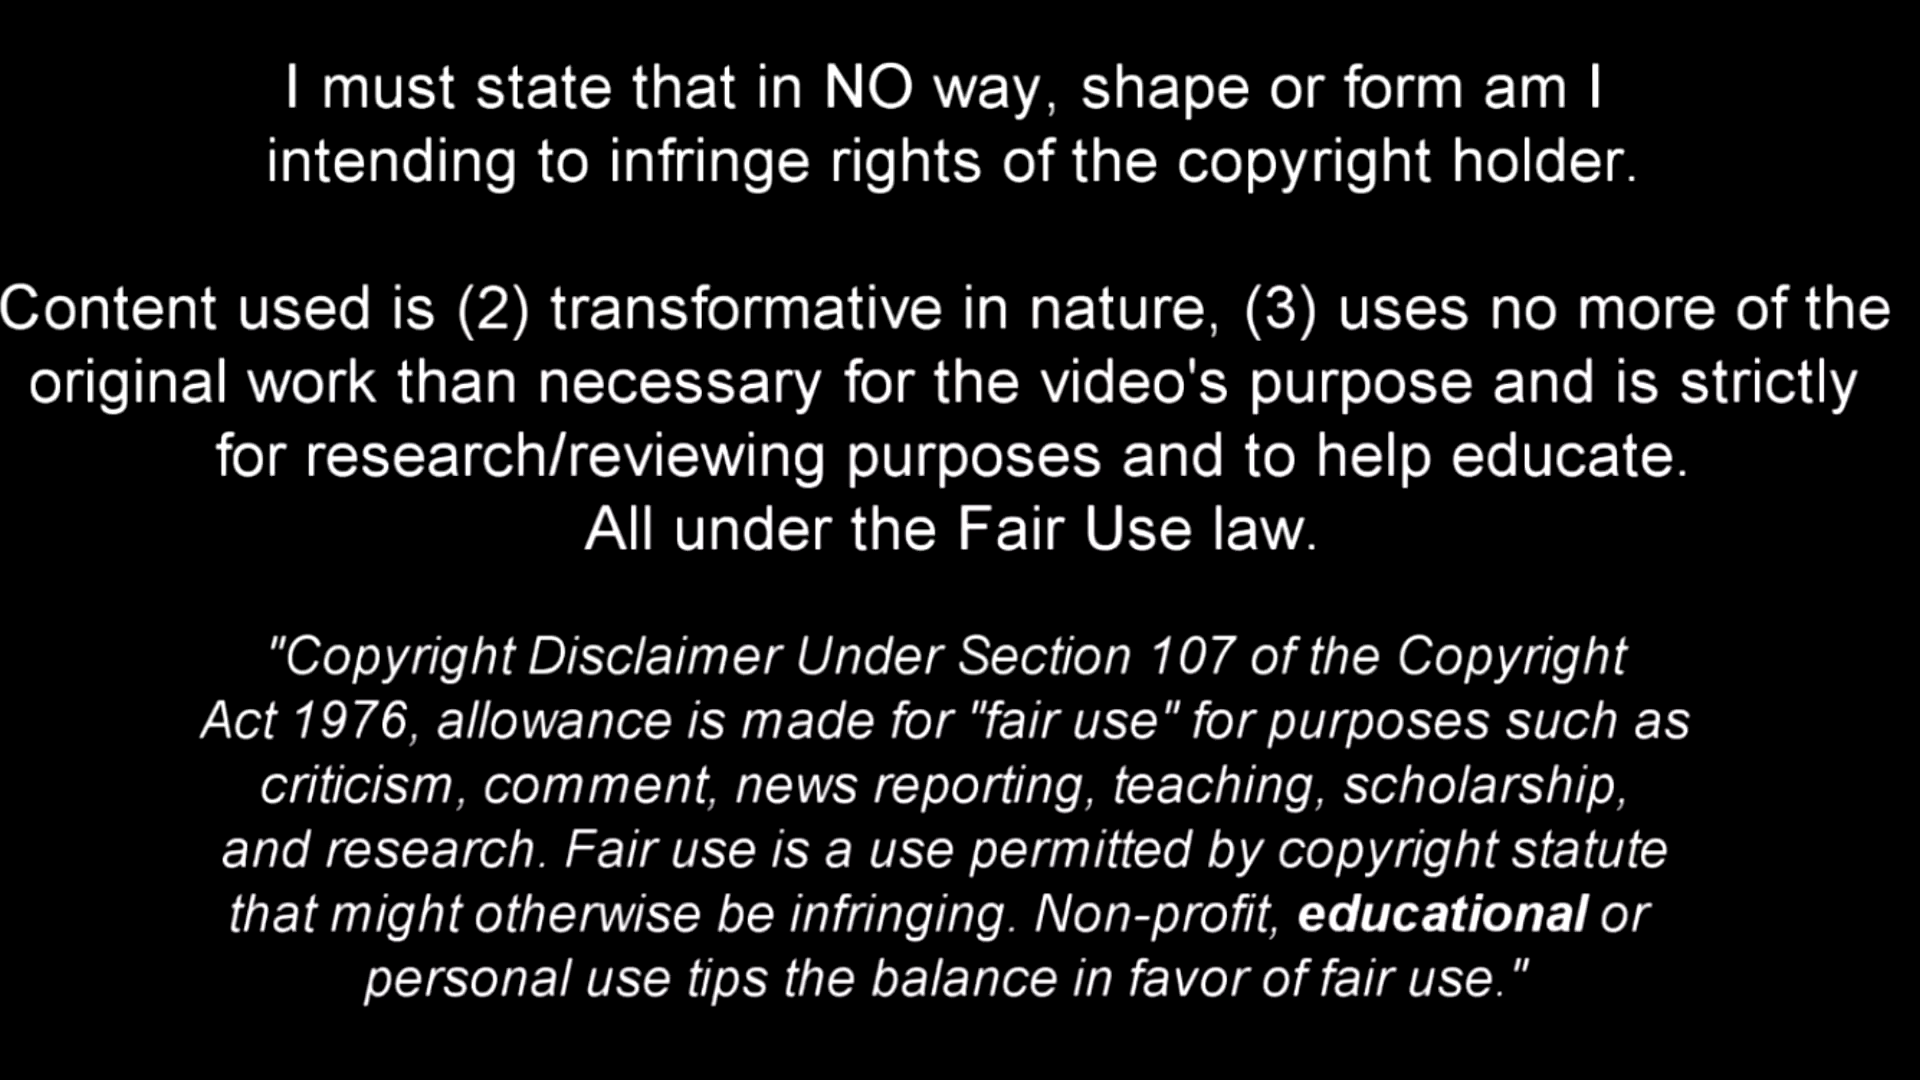 I must state that in NO way, shape or form am I
intending to infringe rights of the copyright holder.
Content used is (2) transformative in nature, (3) uses no more of the
original work than necessary for the video's purpose and is strictly
for research/reviewing purposes and to help educate.
All under the Fair Use law.
"Copyright Disclaimer Under Section 107 of the Copyright
Act 1976, allowance is made for "fair use" for purposes such as
criticism, comment, news reporting, teaching, scholarship,
and research. Fair use is a use permitted by copyright statute
that might otherwise be infringing. Non-profit, educational or
personal use tips the balance in favor of fair use."